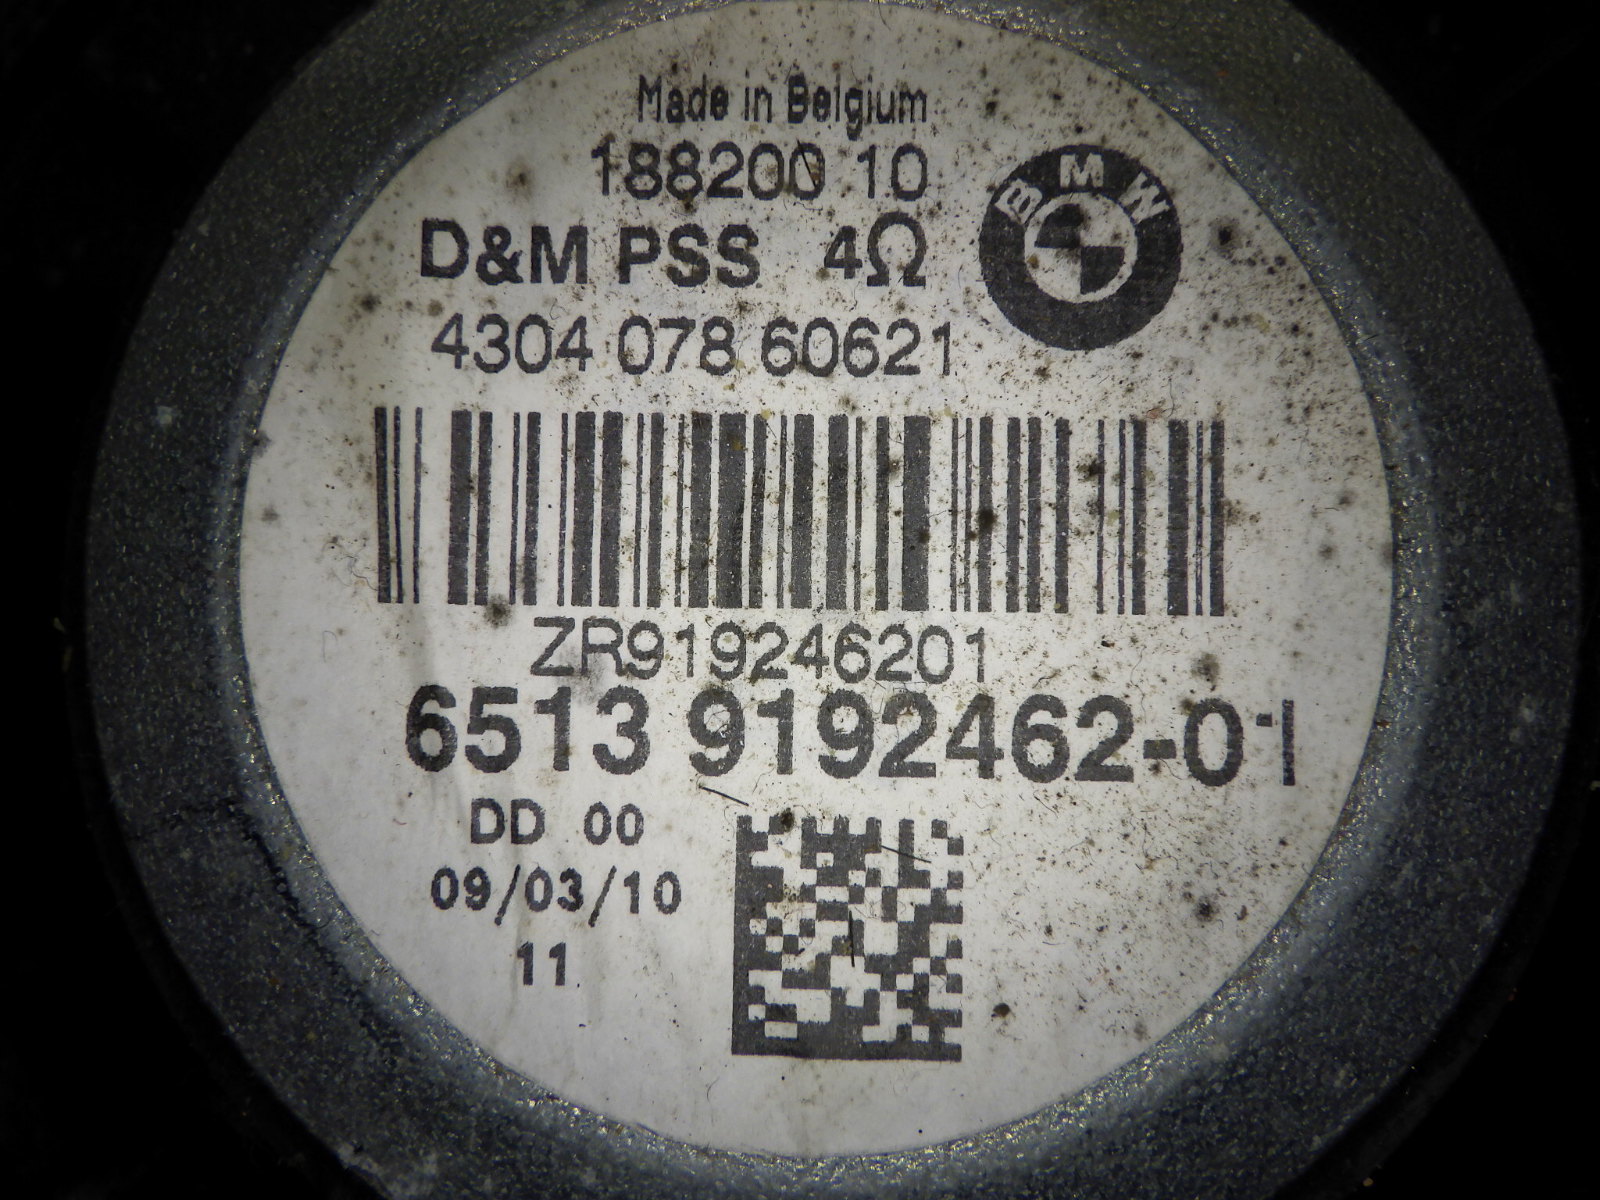 Made in Belgium
188200 10
BMW
D&M PSS 4Ω
4304 078 60621
ZR919246201
6513 9192462-01
DD 00
09/03/10
11